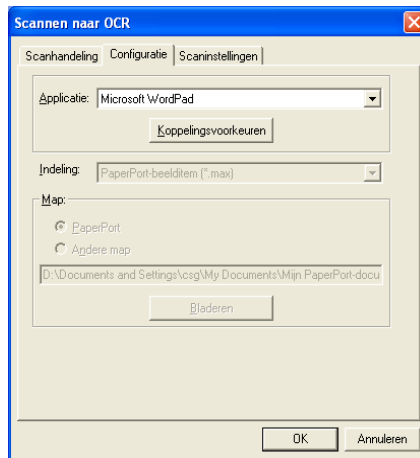 Scannen naar OCR
Scanhandeling Configuratie Scaninstellingen
Applicatie: Microsoft WordPad
Koppelingsvoorkeuren
Indeling: PaperPort-beelditem (*.max)
Map:
PaperPort
Andere map
D:\Documents and Settings\csg\My Documents\Mijn PaperPort-docu
Bladeren
OK Annuleren